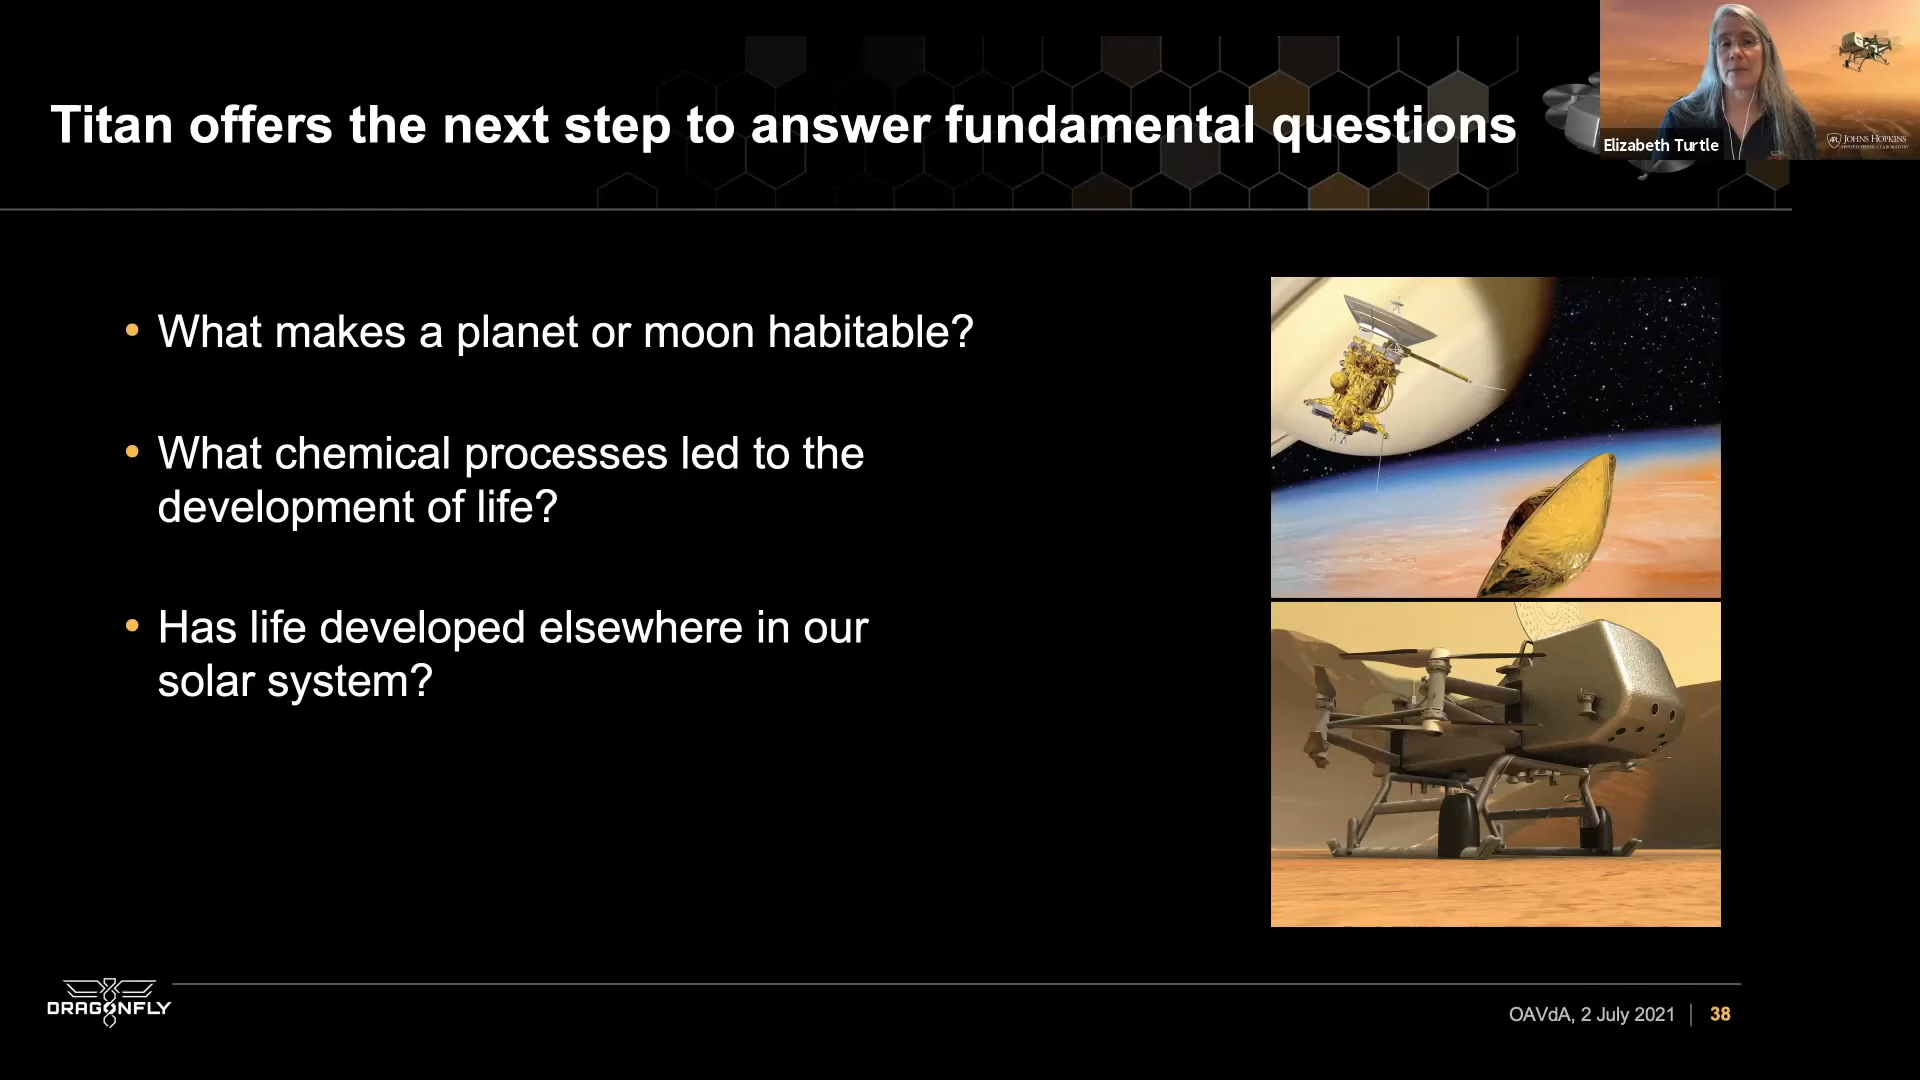 Titan offers the next step to answer fundamental questions
Elizabeth Turtle
JOHNS HOPKINS
APPLIED PHYSICS LABORATORY
• What makes a planet or moon habitable?
• What chemical processes led to the
development of life?
• Has life developed elsewhere in our
solar system?
DRAGONFLY
OAVdA, 2 July 2021 | 38